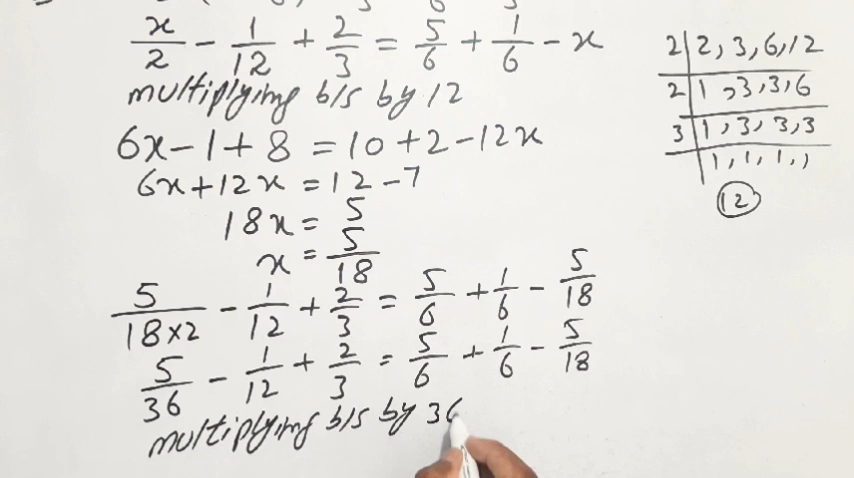 x/2 - 1/12 + 2/3 = 5/6 + 1/6 - x
multiplying b/s by 12
6x - 1 + 8 = 10 + 2 - 12x
6x + 12x = 12 - 7
18x = 5
x = 5/18
5/18×2 - 1/12 + 2/3 = 5/6 + 1/6 - 5/18
5/36 - 1/12 + 2/3 = 5/6 + 1/6 - 5/18
multiplying b/s by 36
2 | 2, 3, 6, 12
2 | 1, 3, 3, 6
3 | 1, 3, 3, 3
1, 1, 1, 1
12